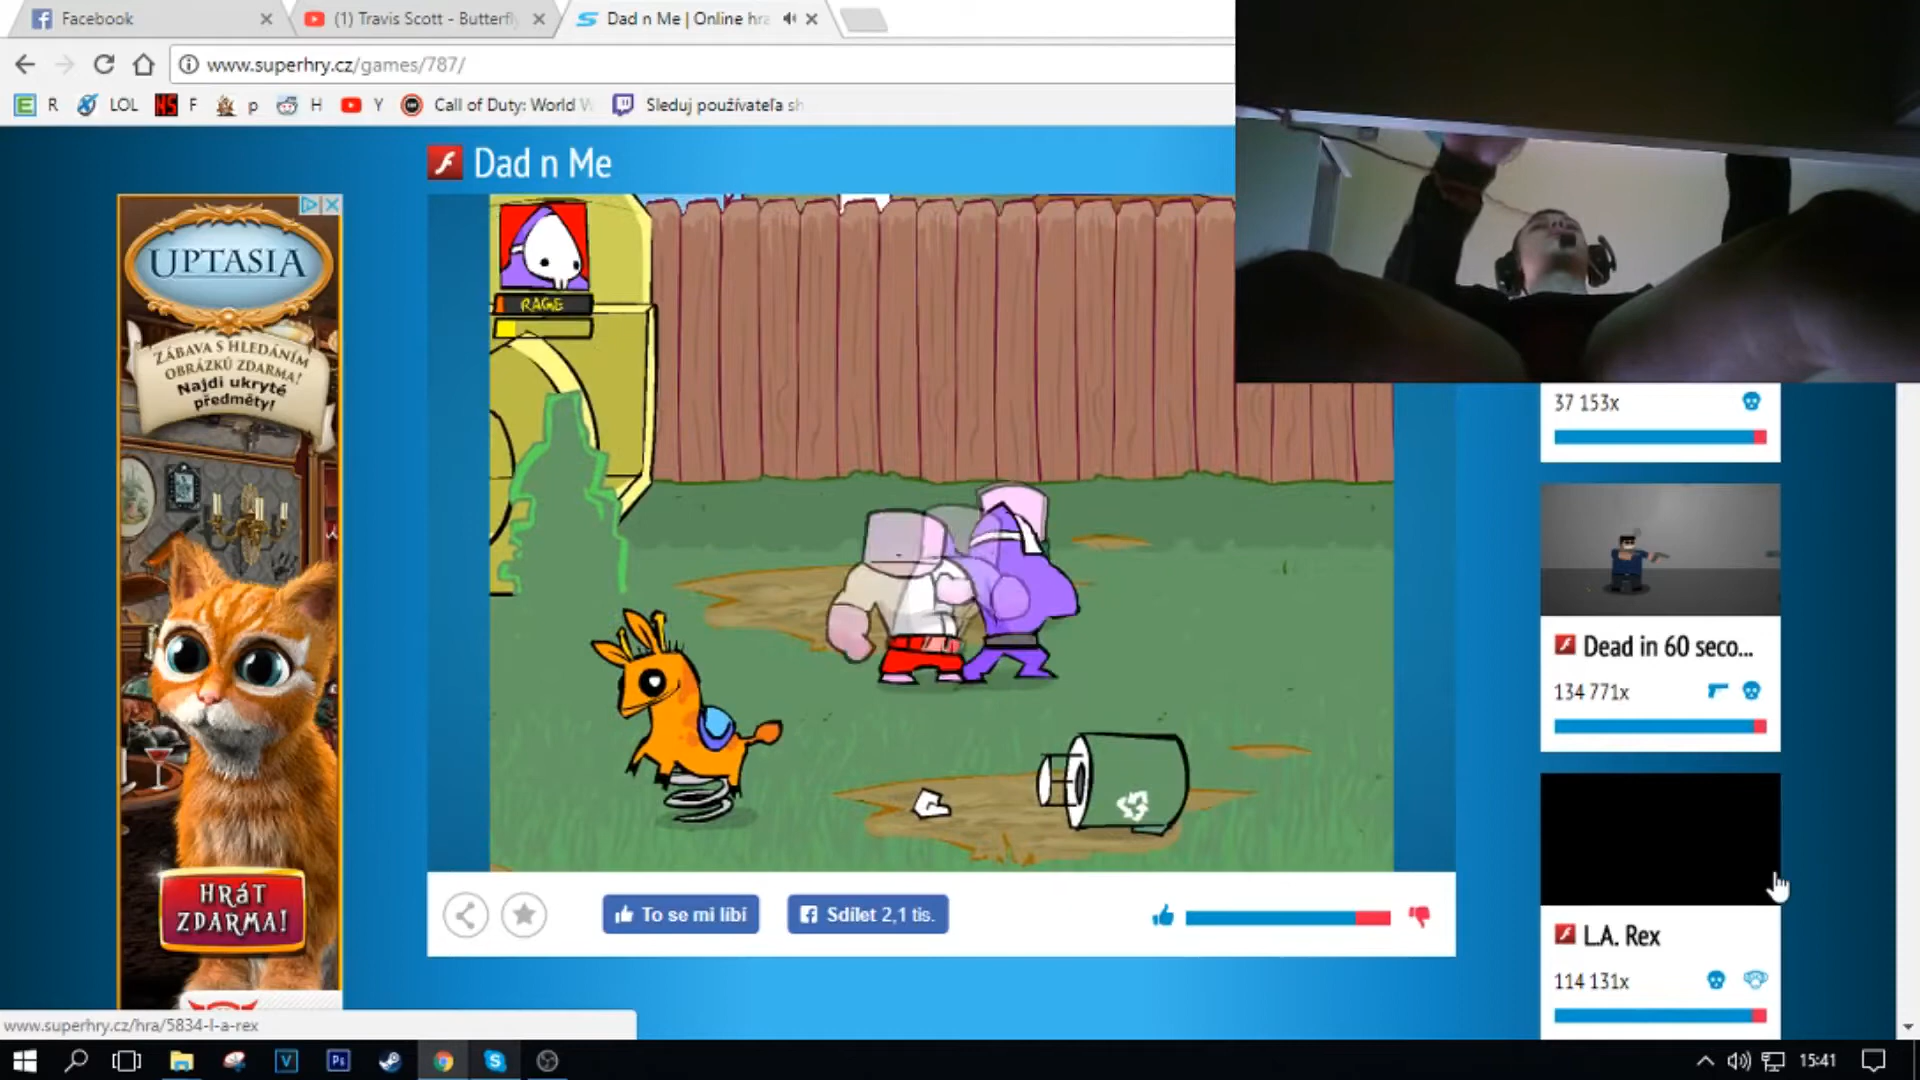 Facebook
(1) Travis Scott - Butterfl
Dad n Me | Online hra
www.superhry.cz/games/787/
R
LOL
F
p
H
Y
Call of Duty: World W
Sleduj používateľa sh
Dad n Me
UPTASIA
ZÁBAVA S HLEDÁNÍM
OBRÁZKŮ ZDARMA!
Najdi ukryté
předměty!
HRÁT
ZDARMA!
RAGE
37 153x
Dead in 60 seco...
134 771x
L.A. Rex
114 131x
To se mi líbí
Sdílet 2,1 tis.
www.superhry.cz/hra/5834-l-a-rex
15:41